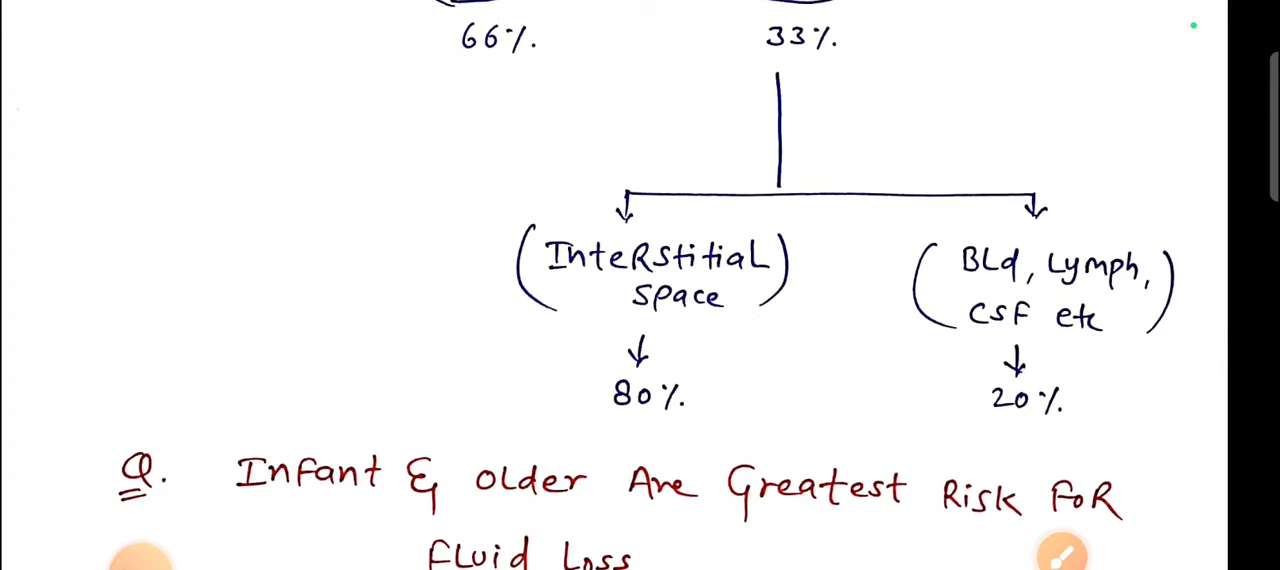 66%. 33%.
(Interstitial
Space)
(Bld, Lymph,
CSF etc)
80%. 20%.
Q. Infant & older Are Greatest Risk For
Fluid Loss